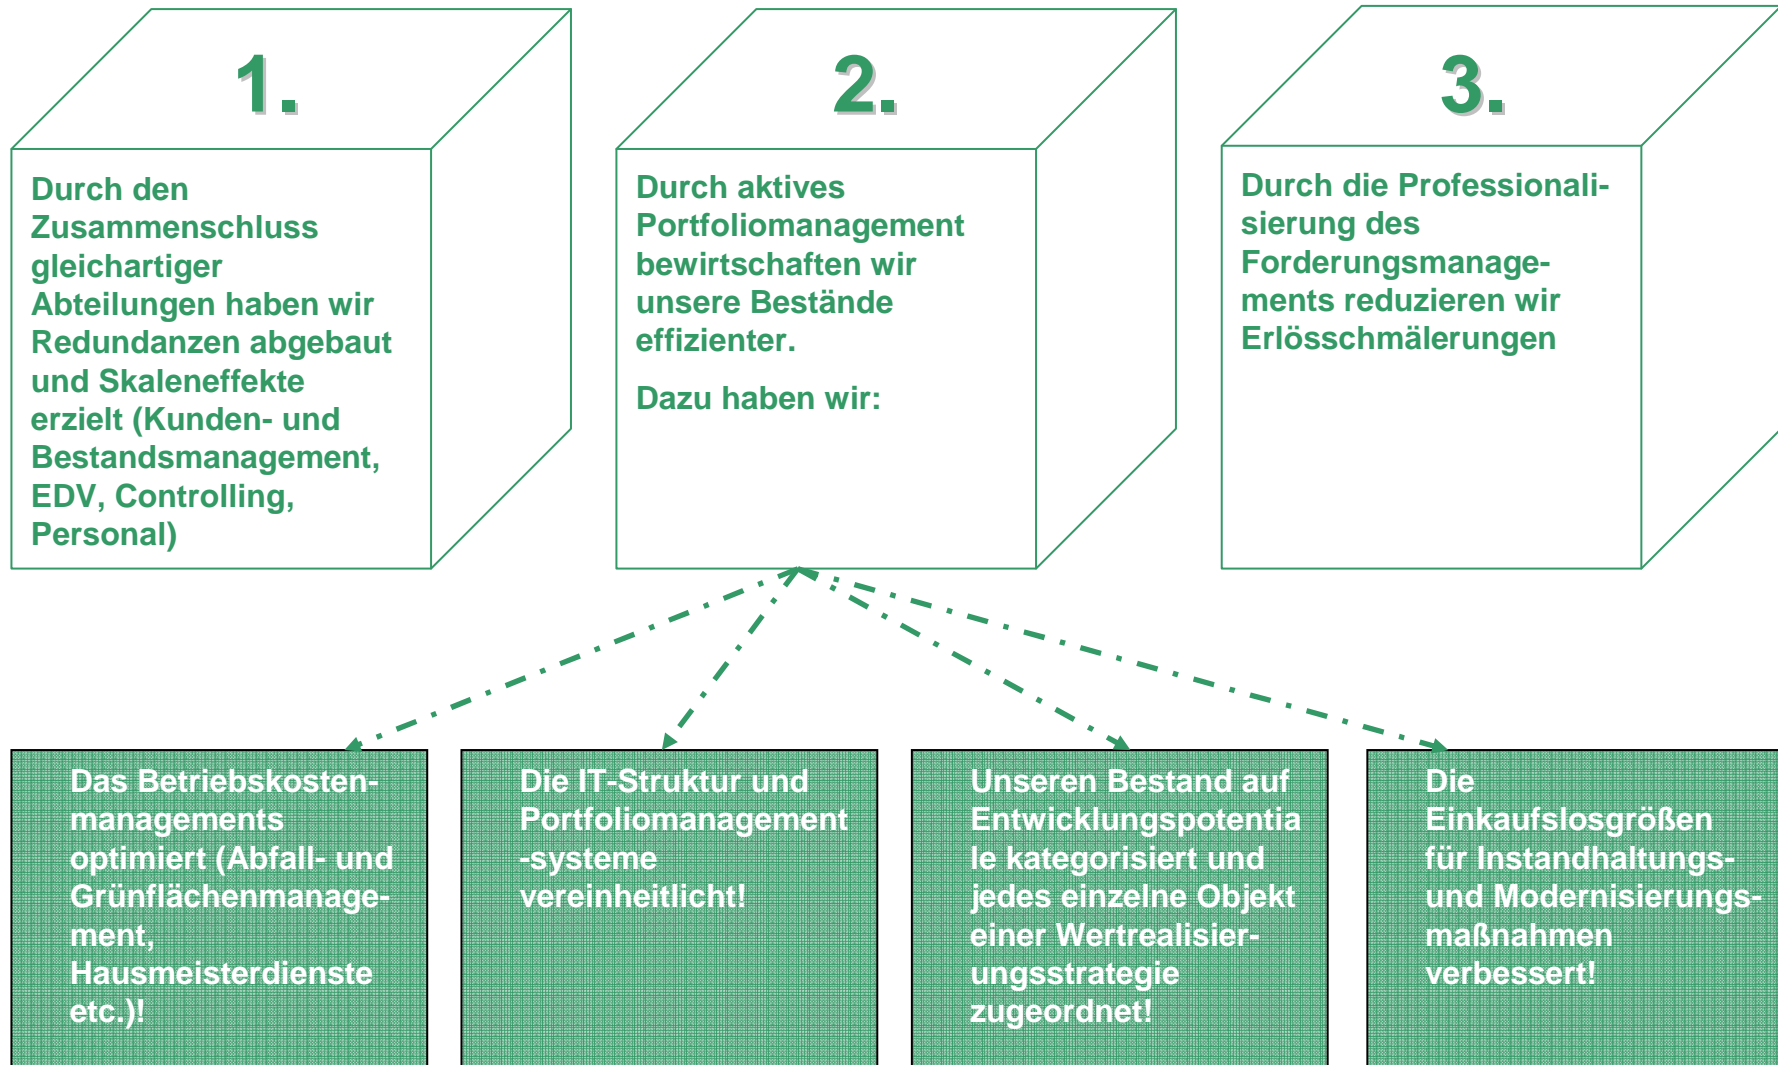 1.
Durch den
Zusammenschluss
gleichartiger
Abteilungen haben wir
Redundanzen abgebaut
und Skaleneffekte
erzielt (Kunden- und
Bestandsmanagement,
EDV, Controlling,
Personal)
2.
Durch aktives
Portfoliomanagement
bewirtschaften wir
unsere Bestände
effizienter.
Dazu haben wir:
3.
Durch die Professionali-
sierung des
Forderungsmanage-
ments reduzieren wir
Erlösschmälerungen
Das Betriebskosten-
managements
optimiert (Abfall- und
Grünflächenmanage-
ment,
Hausmeisterdienste
etc.)!
Die IT-Struktur und
Portfoliomanagement
-systeme
vereinheitlicht!
Unseren Bestand auf
Entwicklungspotentia
le kategorisiert und
jedes einzelne Objekt
einer Wertrealisier-
ungsstrategie
zugeordnet!
Die
Einkaufslosgrößen
für Instandhaltungs-
und Modernisierungs-
maßnahmen
verbessert!